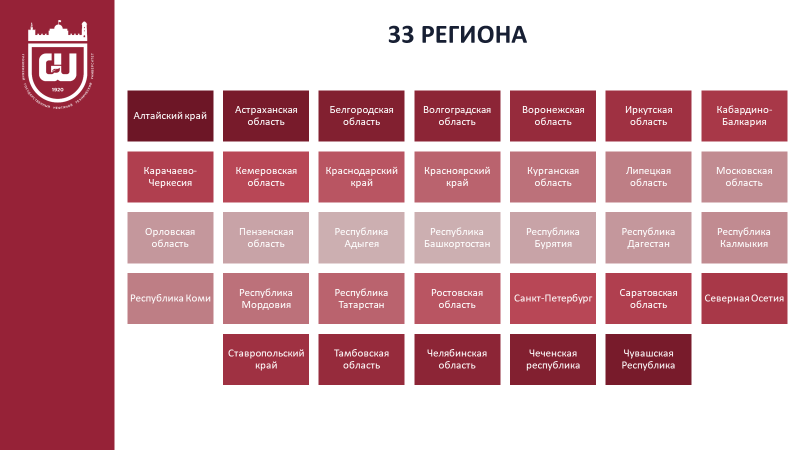 33 РЕГИОНА
1920
Алтайский край
Астраханская
область
Белгородская
область
Волгоградская
область
Воронежская
область
Иркутская
область
Кабардино-
Балкария
Карачаево-
Черкесия
Кемеровская
область
Краснодарский
край
Красноярский
край
Курганская
область
Липецкая
область
Московская
область
Орловская
область
Пензенская
область
Республика
Адыгея
Республика
Башкортостан
Республика
Бурятия
Республика
Дагестан
Республика
Калмыкия
Республика Коми
Республика
Мордовия
Республика
Татарстан
Ростовская
область
Санкт-Петербург
Саратовская
область
Северная Осетия
Ставропольский
край
Тамбовская
область
Челябинская
область
Чеченская
республика
Чувашская
Республика